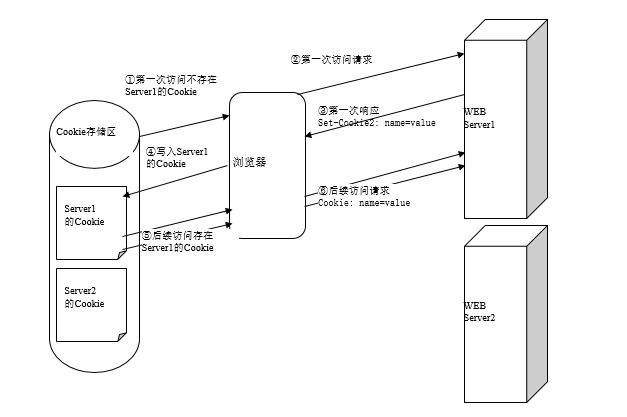 ②第一次访问请求
①第一次访问不存在
Server1的Cookie
③第一次响应
Set-Cookie2: name=value
WEB
Server1
Cookie存储区
④写入Server1
的Cookie
浏览器
⑥后续访问请求
Cookie: name=value
Server1
的Cookie
⑤后续访问存在
Server1的Cookie
Server2
的Cookie
WEB
Server2